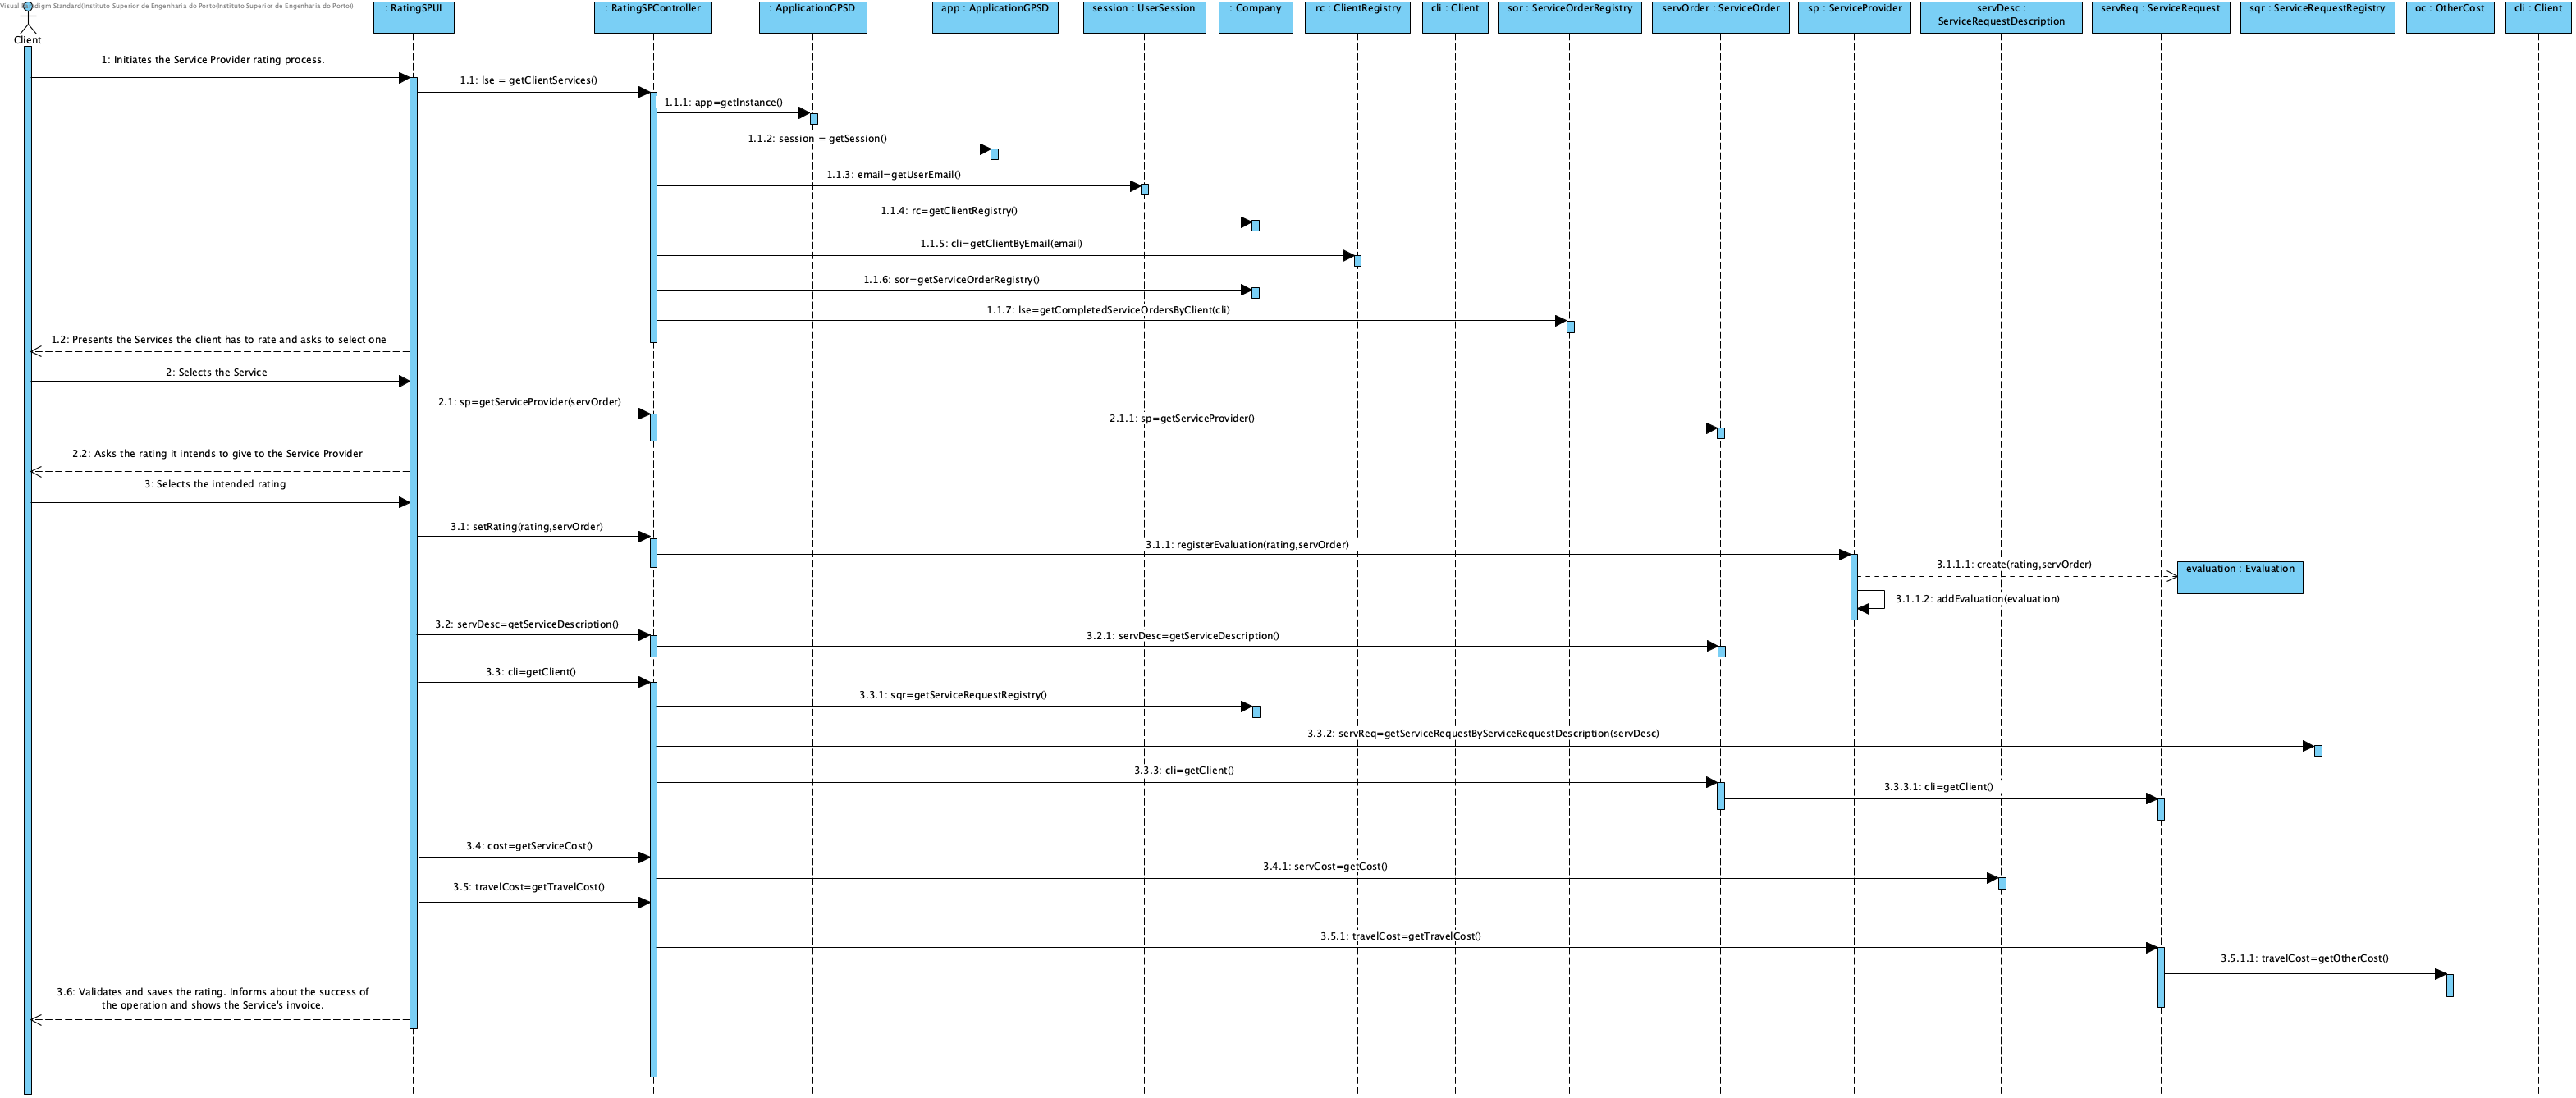 Visual Paradigm Standard(Instituto Superior de Engenharia do Porto(Instituto Superior de Engenharia do Porto))
Client
: RatingSPUI
: RatingSPController
: ApplicationGPSD
app : ApplicationGPSD
session : UserSession
: Company
rc : ClientRegistry
cli : Client
sor : ServiceOrderRegistry
servOrder : ServiceOrder
sp : ServiceProvider
servDesc :
ServiceRequestDescription
servReq : ServiceRequest
sqr : ServiceRequestRegistry
oc : OtherCost
cli : Client
1: Initiates the Service Provider rating process.
1.1: lse = getClientServices()
1.1.1: app=getInstance()
1.1.2: session = getSession()
1.1.3: email=getUserEmail()
1.1.4: rc=getClientRegistry()
1.1.5: cli=getClientByEmail(email)
1.1.6: sor=getServiceOrderRegistry()
1.1.7: lse=getCompletedServiceOrdersByClient(cli)
1.2: Presents the Services the client has to rate and asks to select one
2: Selects the Service
2.1: sp=getServiceProvider(servOrder)
2.1.1: sp=getServiceProvider()
2.2: Asks the rating it intends to give to the Service Provider
3: Selects the intended rating
3.1: setRating(rating,servOrder)
3.1.1: registerEvaluation(rating,servOrder)
3.1.1.1: create(rating,servOrder)
evaluation : Evaluation
3.1.1.2: addEvaluation(evaluation)
3.2: servDesc=getServiceDescription()
3.2.1: servDesc=getServiceDescription()
3.3: cli=getClient()
3.3.1: sqr=getServiceRequestRegistry()
3.3.2: servReq=getServiceRequestByServiceRequestDescription(servDesc)
3.3.3: cli=getClient()
3.3.3.1: cli=getClient()
3.4: cost=getServiceCost()
3.4.1: servCost=getCost()
3.5: travelCost=getTravelCost()
3.5.1: travelCost=getTravelCost()
3.5.1.1: travelCost=getOtherCost()
3.6: Validates and saves the rating. Informs about the success of
the operation and shows the Service's invoice.